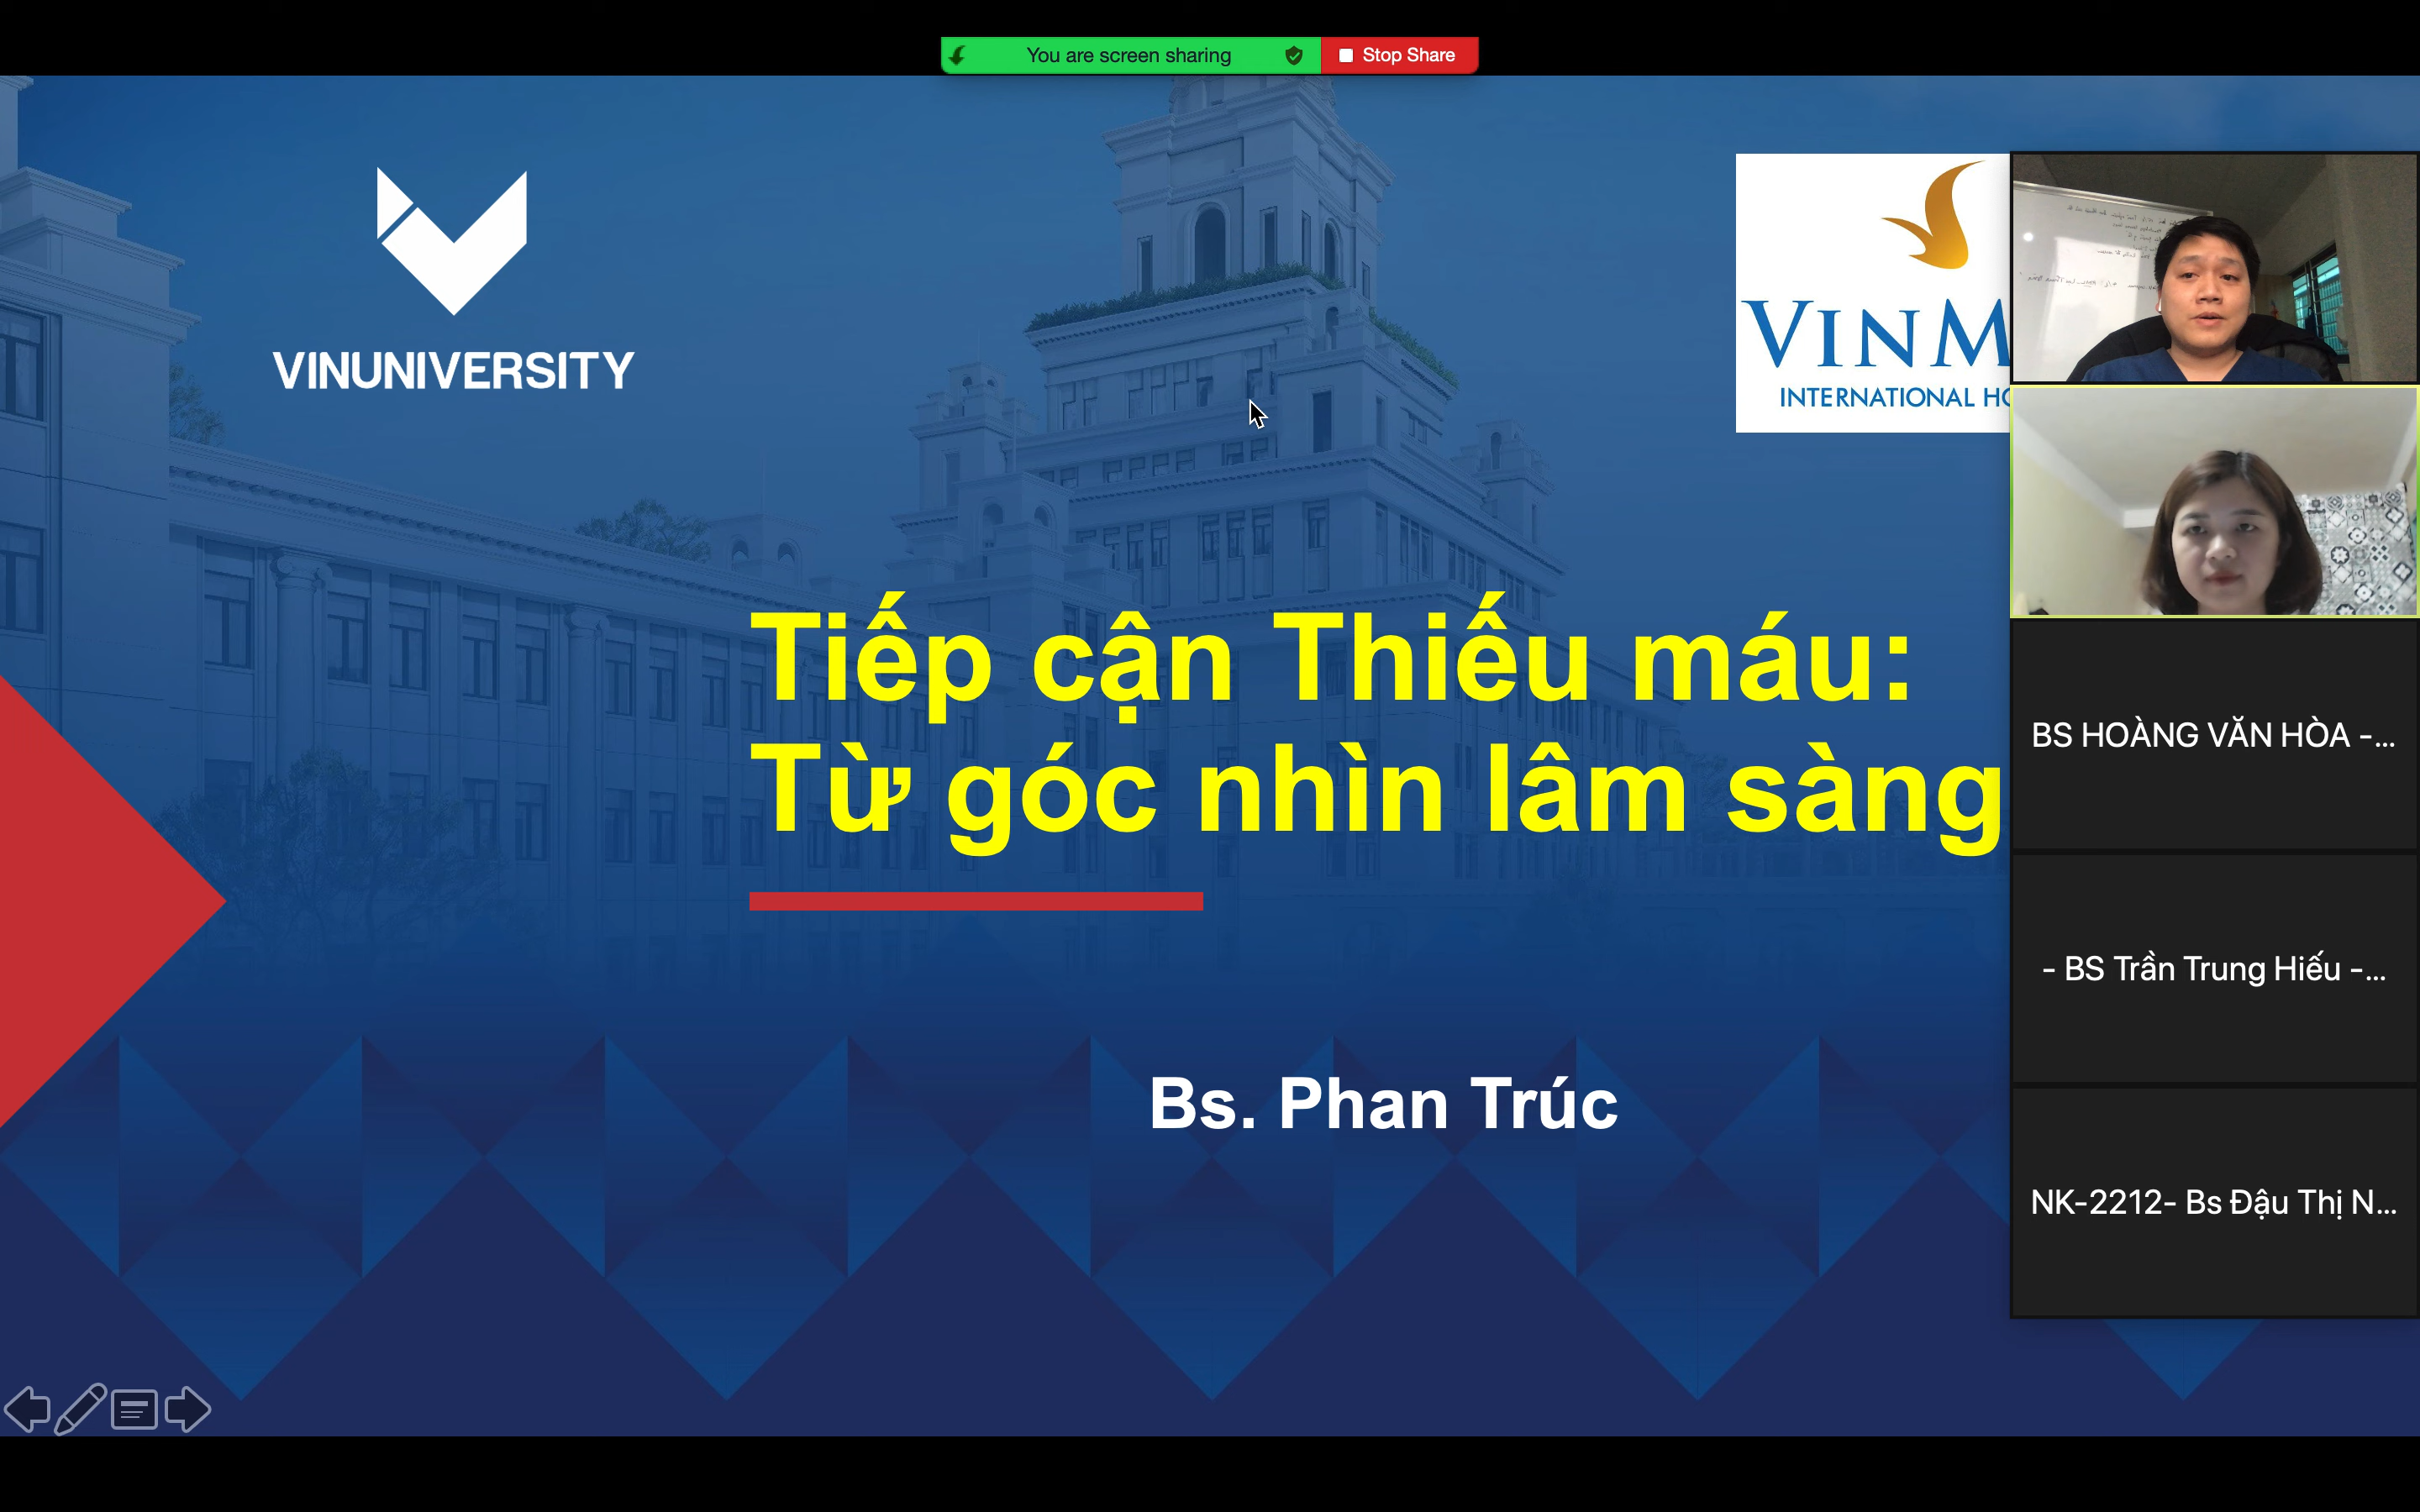 You are screen sharing
Stop Share
VINUNIVERSITY
VINM
INTERNATIONAL HO
Tiếp cận Thiếu máu:
Từ góc nhìn lâm sàng
Bs. Phan Trúc
BS HOÀNG VĂN HÒA -...
- BS Trần Trung Hiếu -...
NK-2212- Bs Đậu Thị N...